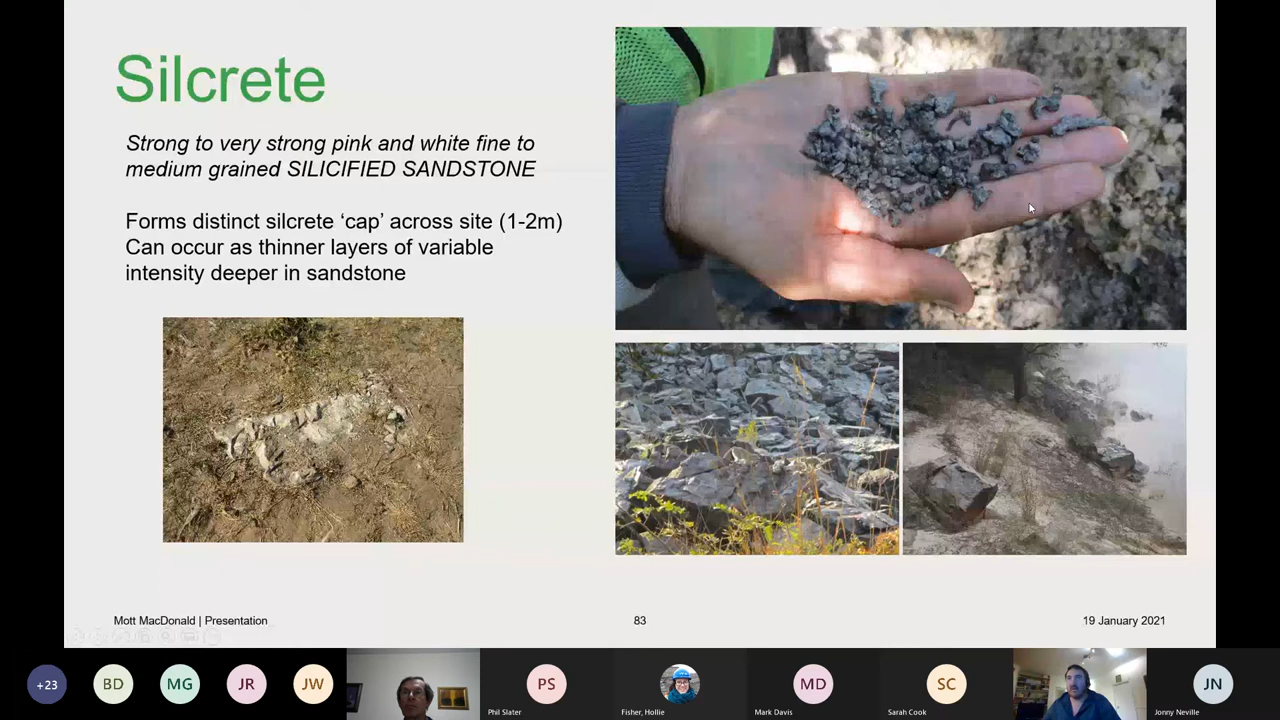 Silcrete
Strong to very strong pink and white fine to
medium grained SILICIFIED SANDSTONE
Forms distinct silcrete ‘cap’ across site (1-2m)
Can occur as thinner layers of variable
intensity deeper in sandstone
Mott MacDonald | Presentation
83
19 January 2021
+23
BD
MG
JR
JW
PS
Phil Slater
Fisher, Hollie
MD
Mark Davis
SC
Sarah Cook
JN
Jonny Neville